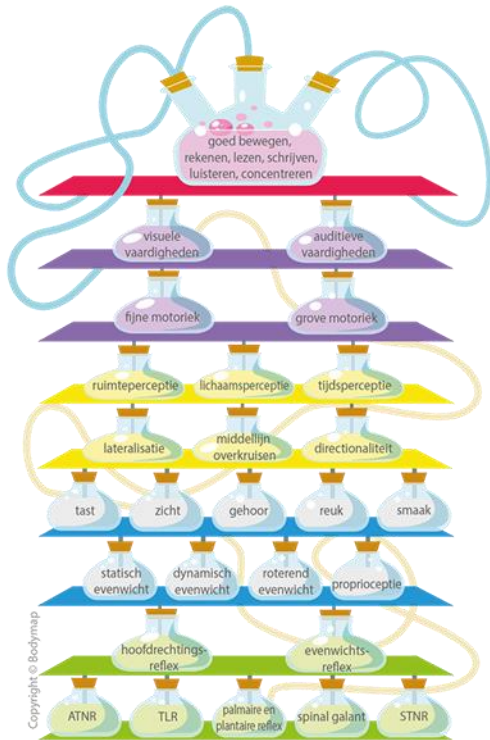 goed bewegen,
rekenen, lezen, schrijven,
luisteren, concentreren
visuele
vaardigheden
auditieve
vaardigheden
fijne motoriek
grove motoriek
ruimteperceptie
lichaamsperceptie
tijdsperceptie
lateralisatie
middellijn
overkruisen
directionaliteit
tast
zicht
gehoor
reuk
smaak
statisch
evenwicht
dynamisch
evenwicht
roterend
evenwicht
proprioceptie
hoofdrechtings-
reflex
evenwichts-
reflex
ATNR
TLR
palmaire en
plantaire reflex
spinal galant
STNR
Copyright © Bodymap